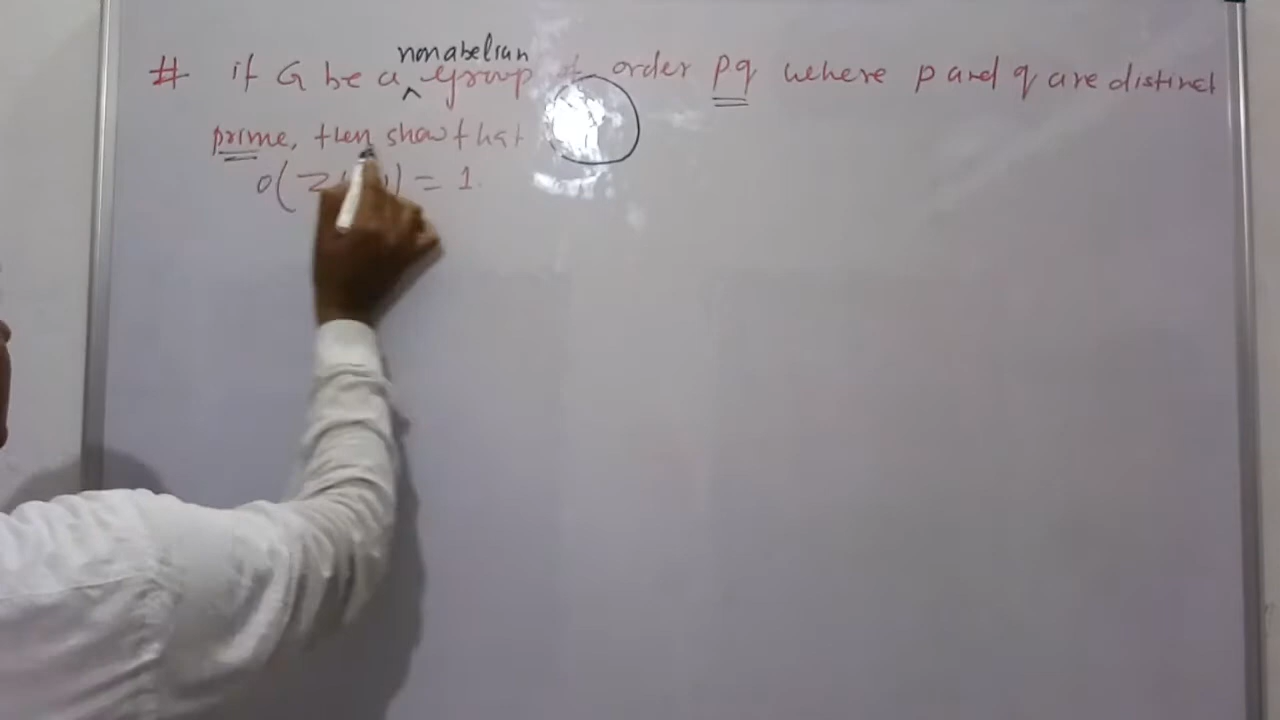 # if G be a nonabelian group of order pq where p and q are distinct
prime, then show that
o(Z(G)) = 1.